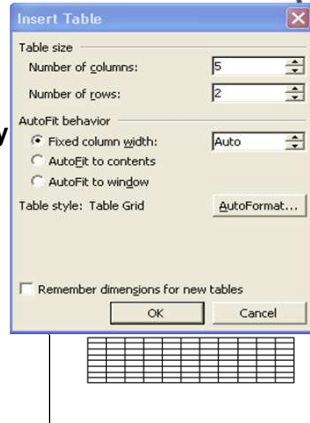 Insert Table
Table size
Number of columns: 5
Number of rows: 2
AutoFit behavior
y
Fixed column width: Auto
AutoFit to contents
AutoFit to window
Table style: Table Grid AutoFormat...
Remember dimensions for new tables
OK Cancel